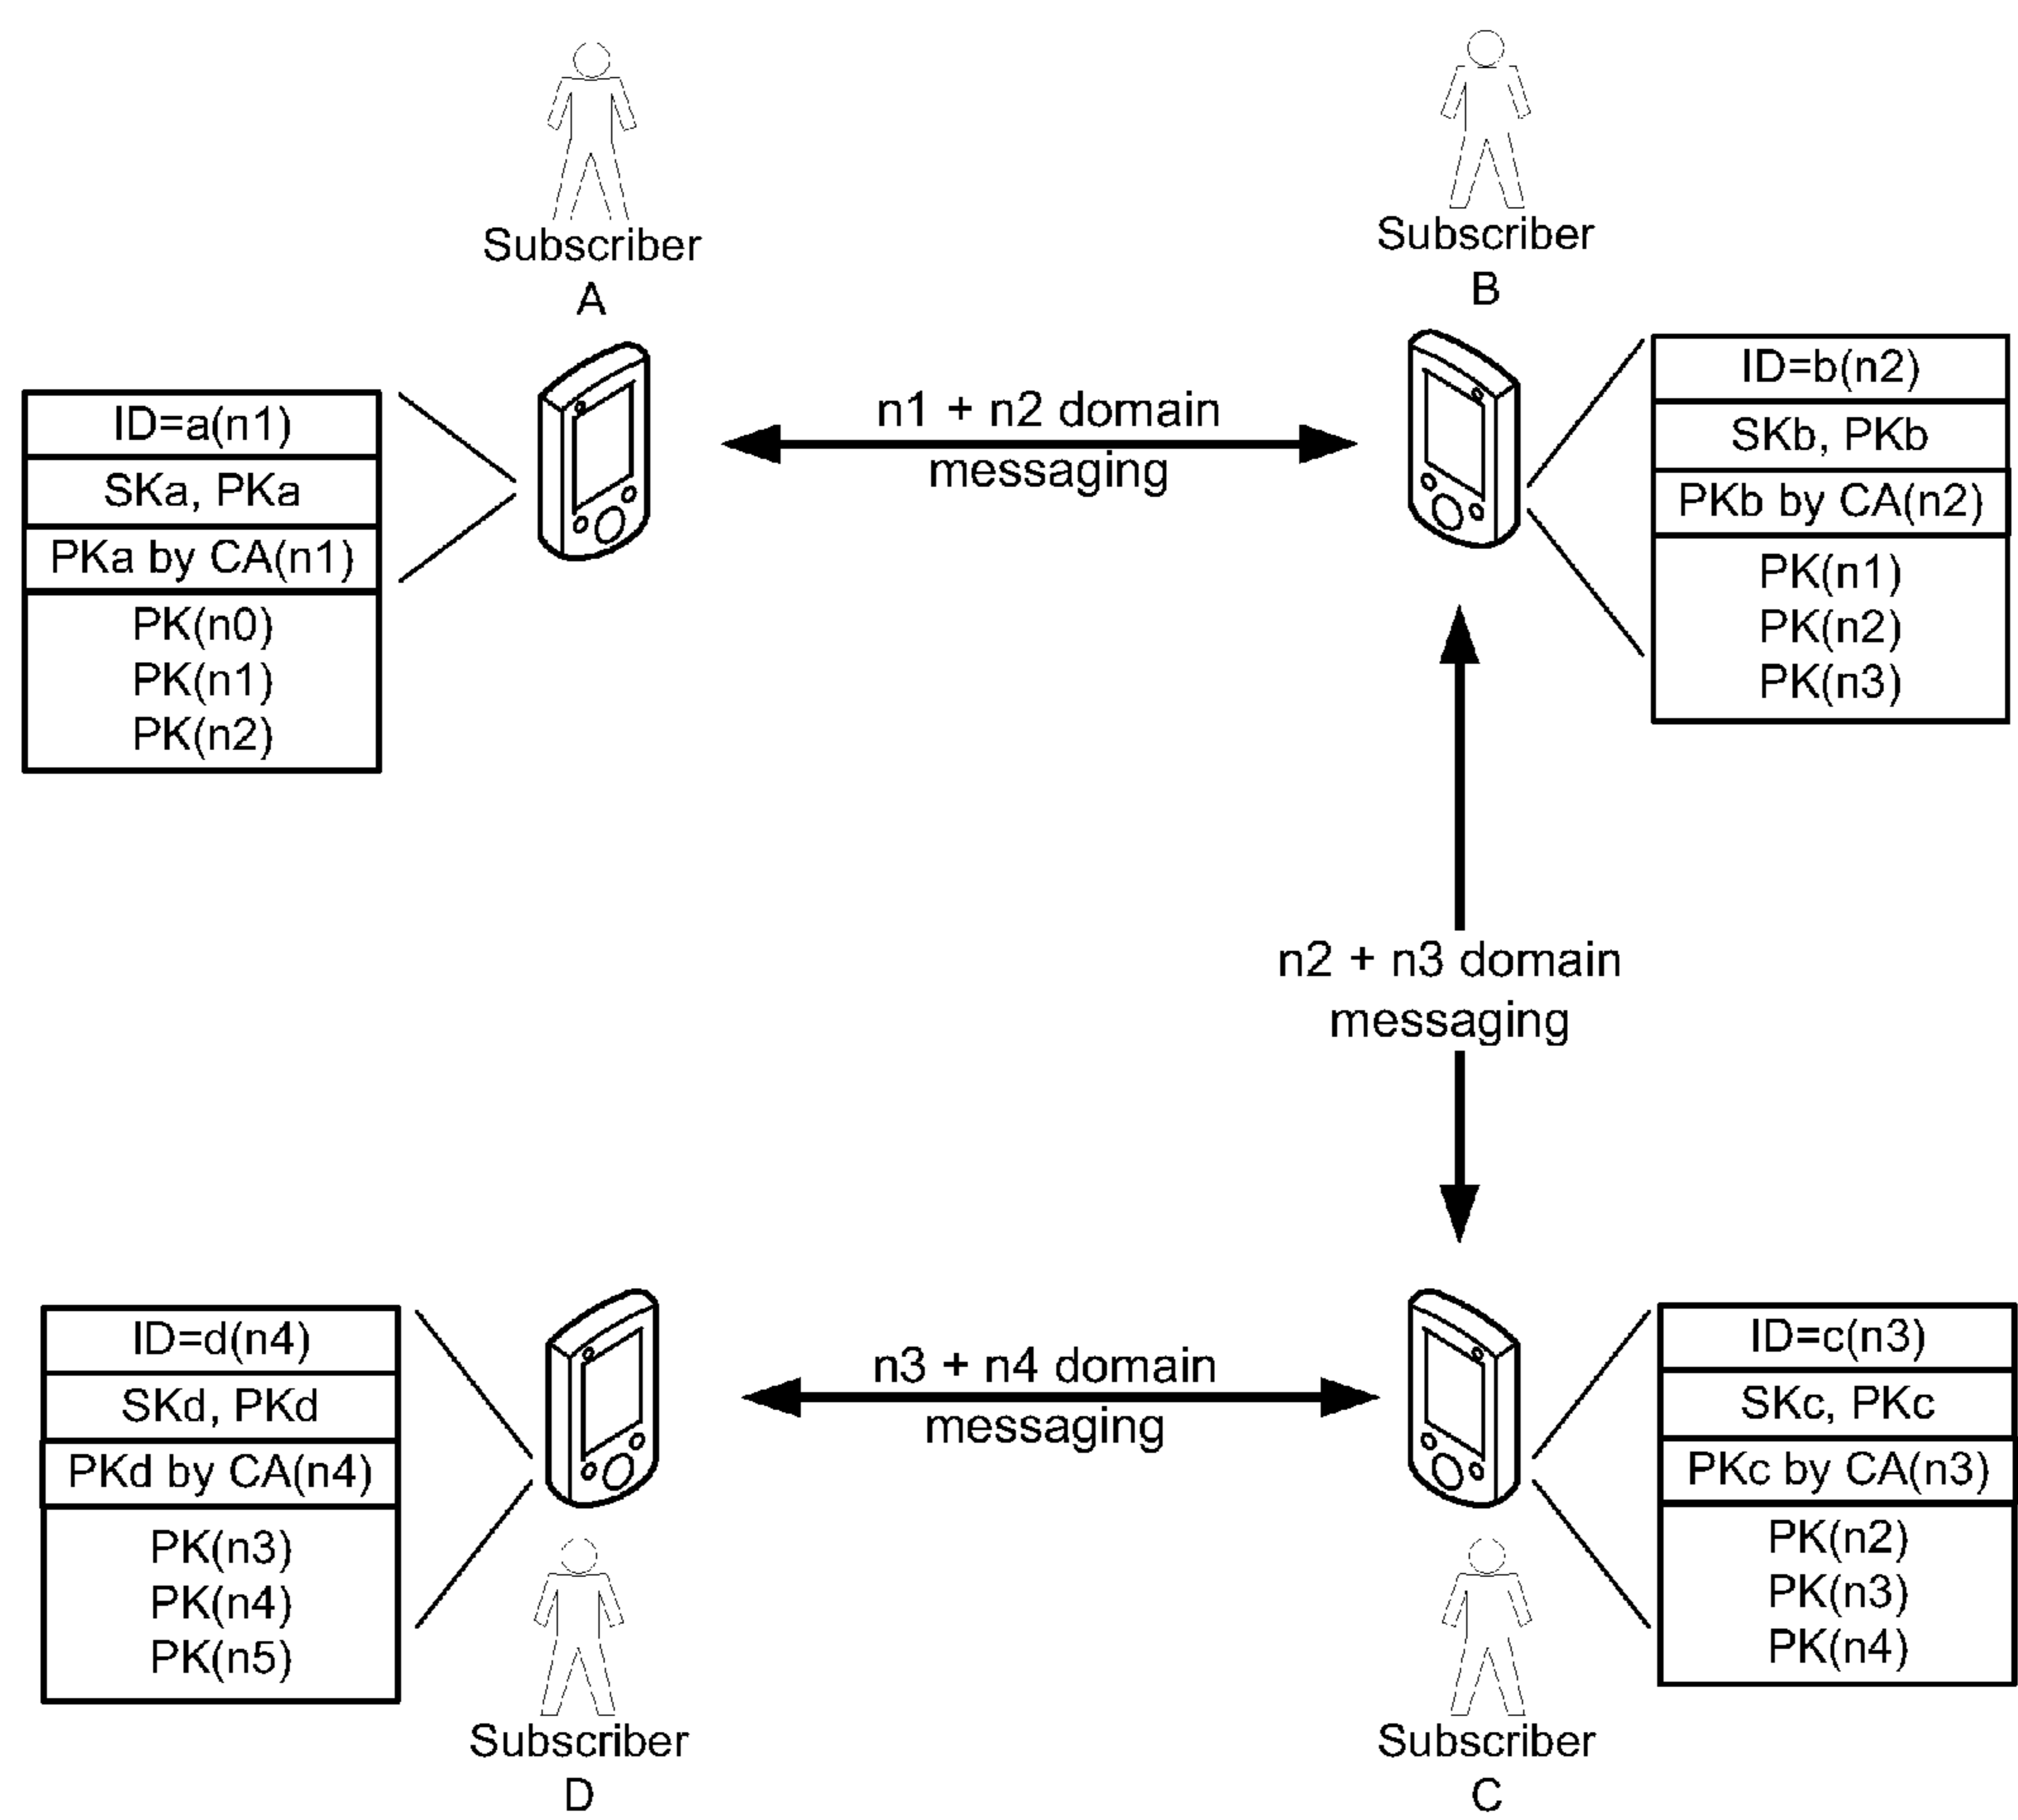 Subscriber
A
Subscriber
B
ID=a(n1)
SKa, PKa
PKa by CA(n1)
PK(n0)
PK(n1)
PK(n2)
n1 + n2 domain
messaging
ID=b(n2)
SKb, PKb
PKb by CA(n2)
PK(n1)
PK(n2)
PK(n3)
n2 + n3 domain
messaging
ID=d(n4)
SKd, PKd
PKd by CA(n4)
PK(n3)
PK(n4)
PK(n5)
n3 + n4 domain
messaging
ID=c(n3)
SKc, PKc
PKc by CA(n3)
PK(n2)
PK(n3)
PK(n4)
Subscriber
D
Subscriber
C